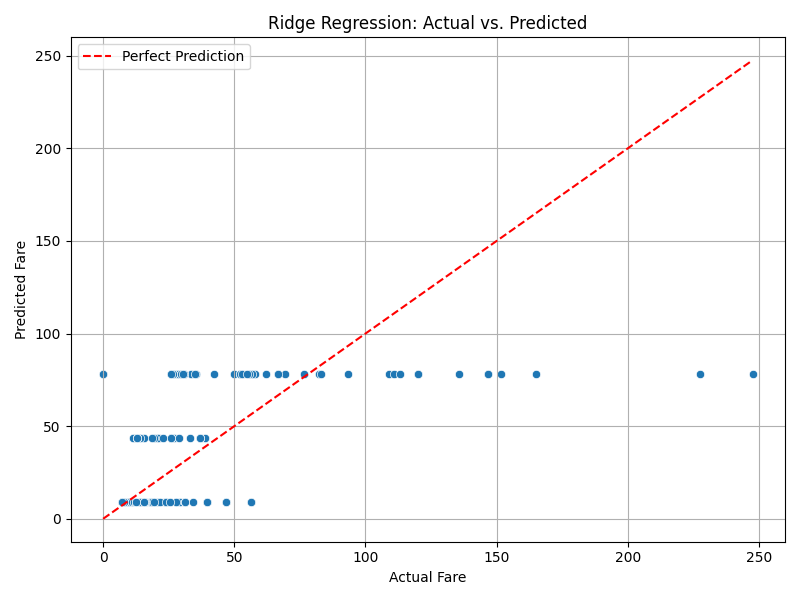 Ridge Regression: Actual vs. Predicted
Perfect Prediction
250
200
150
100
50
0
Predicted Fare
0 50 100 150 200 250
Actual Fare